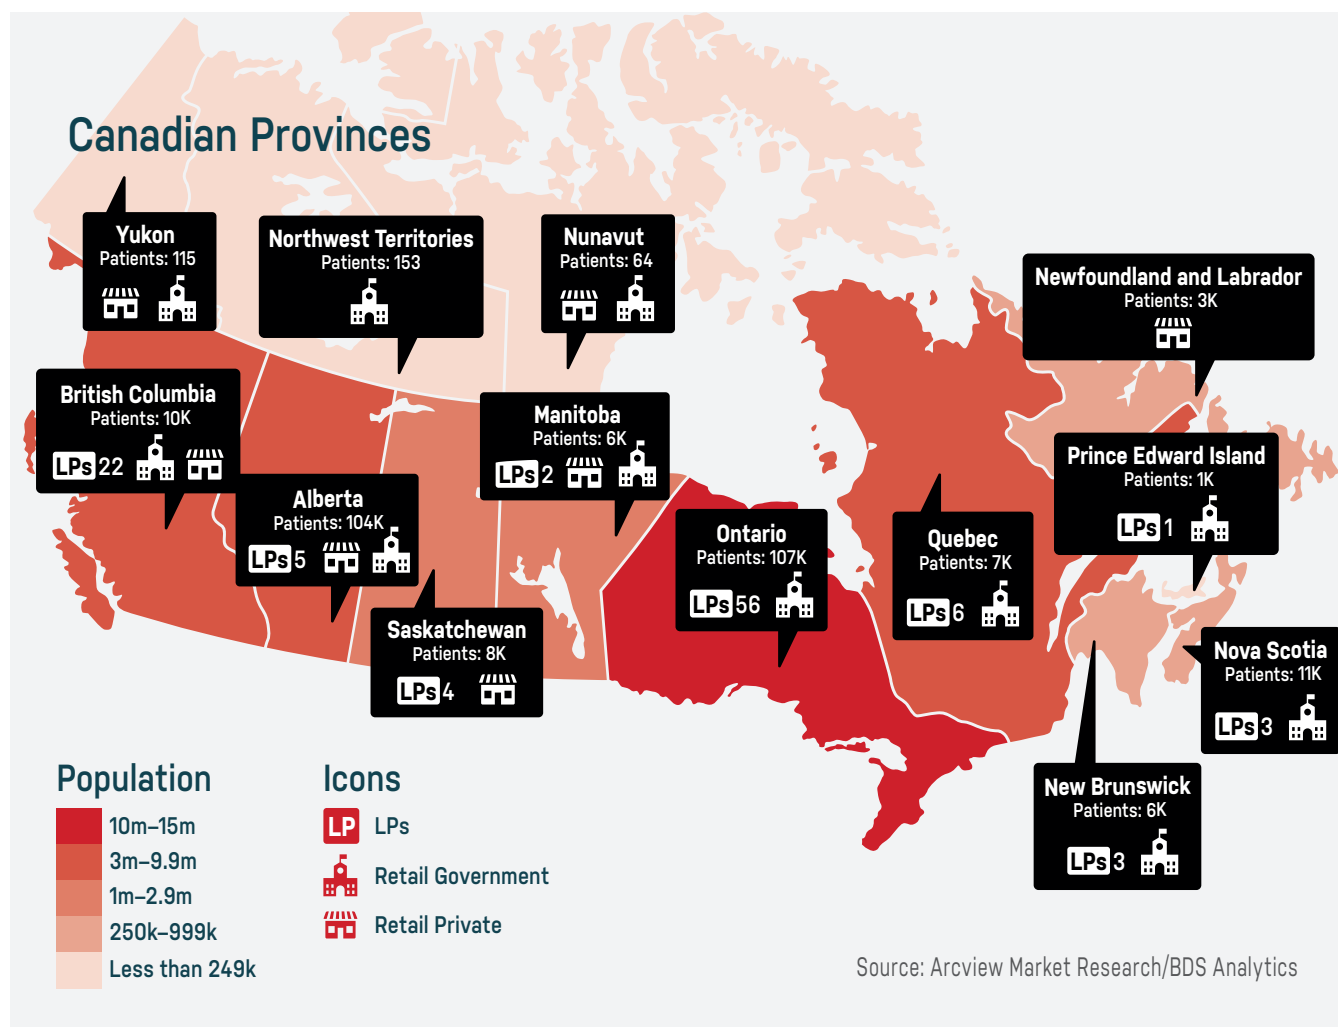 Canadian Provinces
Yukon
Patients: 115
Northwest Territories
Patients: 153
Nunavut
Patients: 64
Newfoundland and Labrador
Patients: 3K
British Columbia
Patients: 10K
LPs 22
Manitoba
Patients: 6K
LPs 2
Prince Edward Island
Patients: 1K
LPs 1
Alberta
Patients: 104K
LPs 5
Ontario
Patients: 107K
LPs 56
Quebec
Patients: 7K
LPs 6
Saskatchewan
Patients: 8K
LPs 4
Nova Scotia
Patients: 11K
LPs 3
New Brunswick
Patients: 6K
LPs 3
Population
10m–15m
3m–9.9m
1m–2.9m
250k–999k
Less than 249k
Icons
LP LPs
Retail Government
Retail Private
Source: Arcview Market Research/BDS Analytics